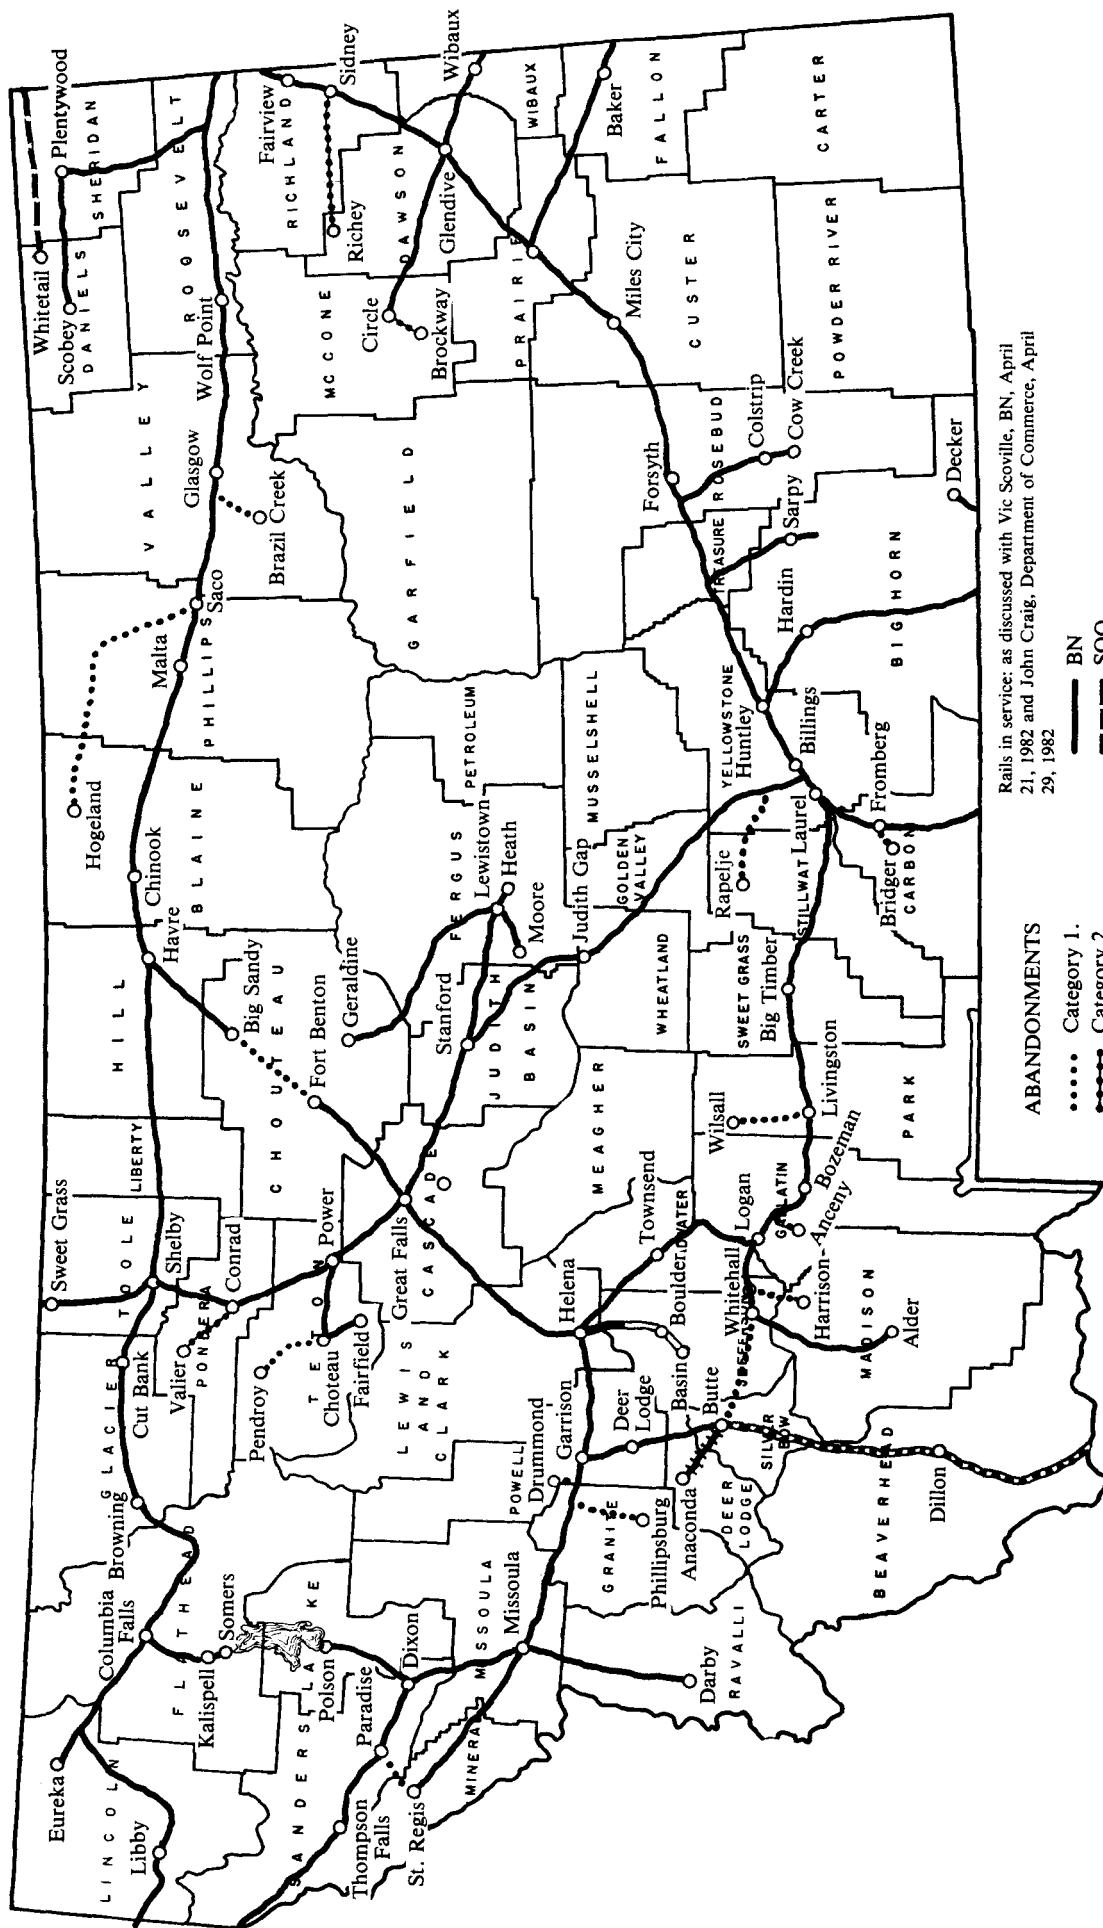 Eureka
LINCOLN
Libby
Columbia
Falls
FLATHEAD
Kalispell
Somers
Browning
GLACIER
Cut Bank
Valier
PONDERA
Sweet Grass
TOOLE
LIBERTY
Shelby
Conrad
Pendroy
TETON
Choteau
Fairfield
Power
HILL
Havre
Chinook
BLAINE
Big Sandy
CHOUTEAU
Fort Benton
Geraldine
Hogeland
Malta
PHILLIPS
Saco
VALLEY
Glasgow
Brazil Creek
Wolf Point
ROOSEVELT
Whitetail
Scobey
DANIELS
Plentywood
SHERIDAN
Fairview
RICHLAND
Sidney
Richey
DAWSON
Glendive
Wibaux
WIBAUX
MCCONE
Circle
Brockway
PRAIRIE
GARFIELD
Baker
FALLON
CARTER
Miles City
CUSTER
POWDER RIVER
SANDERS
LAKE
Polson
Paradise
Dixon
Thompson
Falls
St. Regis
MINERAL
MISSOULA
Missoula
Great Falls
CASCADE
LEWIS
AND
CLARK
POWELL
Drummond
Garrison
GRANITE
Phillipsburg
Deer
Lodge
Anaconda
DEER
LODGE
Darby
RAVALLI
Helena
Townsend
Boulder
BROADWATER
Basin
Butte
SILVER
BOW
JEFFERSON
Whitehall
Logan
GALLATIN
Anceny
Bozeman
Harrison
MADISON
Alder
BEAVERHEAD
Dillon
MEAGHER
Wilsall
Livingston
PARK
Stanford
JUDITH
BASIN
FERGUS
Lewistown
Heath
Moore
PETROLEUM
Judith Gap
WHEATLAND
GOLDEN
VALLEY
MUSSELSHELL
SWEET GRASS
Big Timber
STILLWATER
Rapelje
Laurel
Billings
YELLOWSTONE
Huntley
Fromberg
Bridger
CARBON
TREASURE
ROSEBUD
Forsyth
Colstrip
Cow Creek
Sarpy
Hardin
BIGHORN
Decker
Rails in service: as discussed with Vic Scoville, BN, April
21, 1982 and John Craig, Department of Commerce, April
29, 1982
BN
SOO
ABANDONMENTS
Category 1.
Category 2